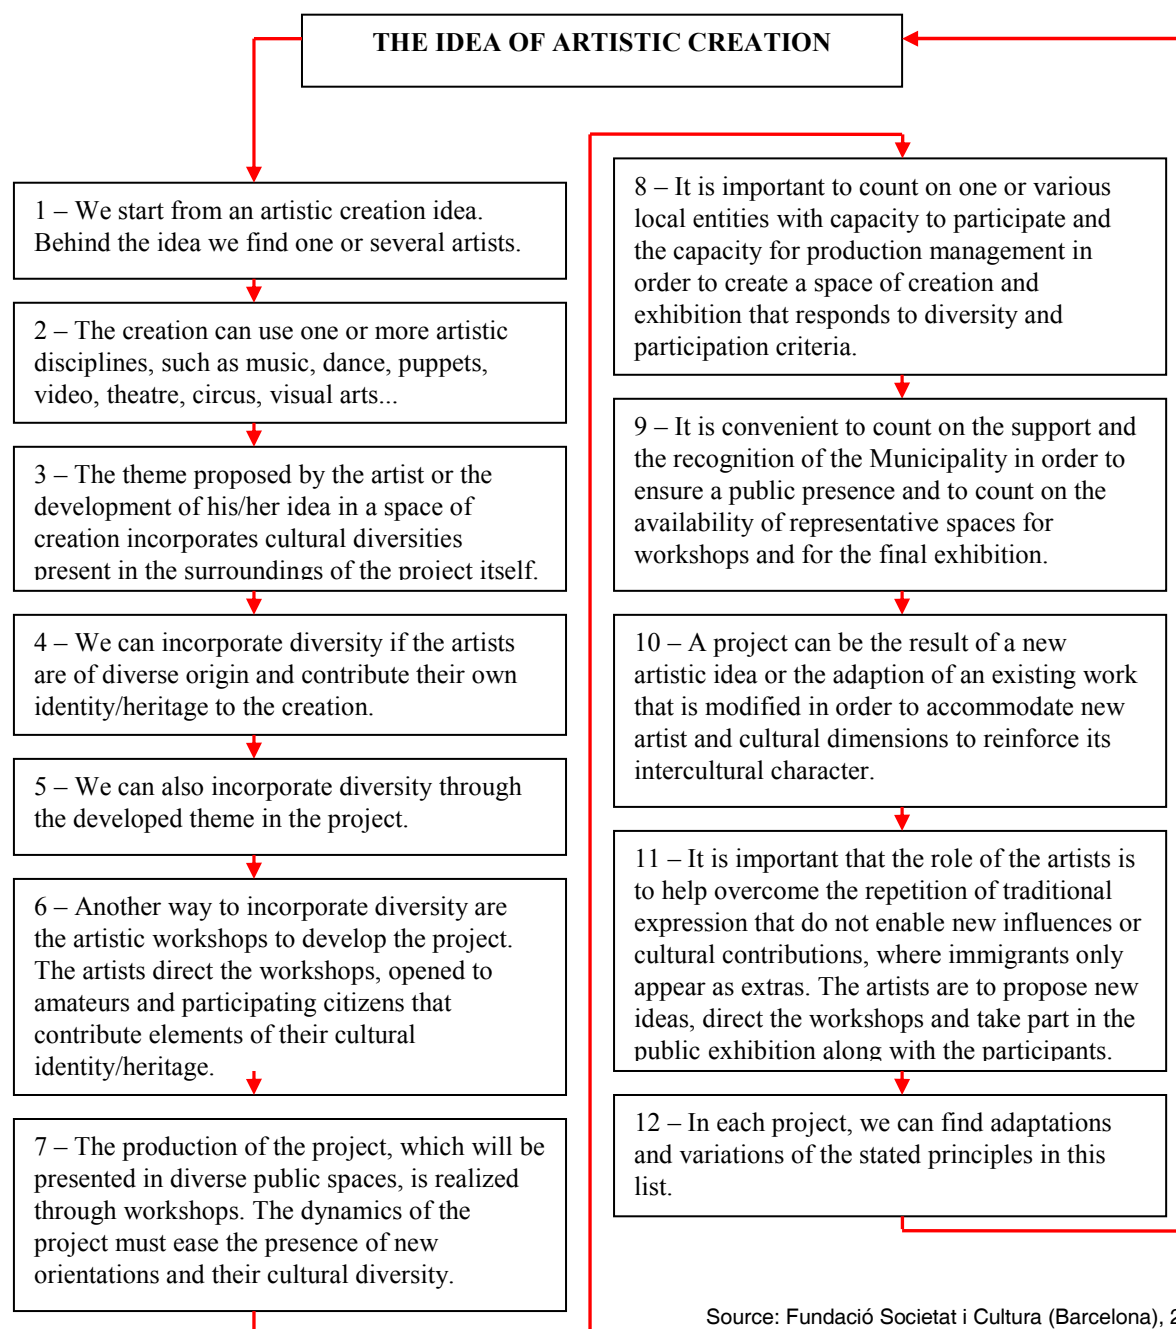 THE IDEA OF ARTISTIC CREATION
1 – We start from an artistic creation idea.
Behind the idea we find one or several artists.
2 – The creation can use one or more artistic
disciplines, such as music, dance, puppets,
video, theatre, circus, visual arts...
3 – The theme proposed by the artist or the
development of his/her idea in a space of
creation incorporates cultural diversities
present in the surroundings of the project itself.
4 – We can incorporate diversity if the artists
are of diverse origin and contribute their own
identity/heritage to the creation.
5 – We can also incorporate diversity through
the developed theme in the project.
6 – Another way to incorporate diversity are
the artistic workshops to develop the project.
The artists direct the workshops, opened to
amateurs and participating citizens that
contribute elements of their cultural
identity/heritage.
7 – The production of the project, which will be
presented in diverse public spaces, is realized
through workshops. The dynamics of the
project must ease the presence of new
orientations and their cultural diversity.
8 – It is important to count on one or various
local entities with capacity to participate and
the capacity for production management in
order to create a space of creation and
exhibition that responds to diversity and
participation criteria.
9 – It is convenient to count on the support and
the recognition of the Municipality in order to
ensure a public presence and to count on the
availability of representative spaces for
workshops and for the final exhibition.
10 – A project can be the result of a new
artistic idea or the adaption of an existing work
that is modified in order to accommodate new
artist and cultural dimensions to reinforce its
intercultural character.
11 – It is important that the role of the artists is
to help overcome the repetition of traditional
expression that do not enable new influences or
cultural contributions, where immigrants only
appear as extras. The artists are to propose new
ideas, direct the workshops and take part in the
public exhibition along with the participants.
12 – In each project, we can find adaptations
and variations of the stated principles in this
list.
Source: Fundació Societat i Cultura (Barcelona),